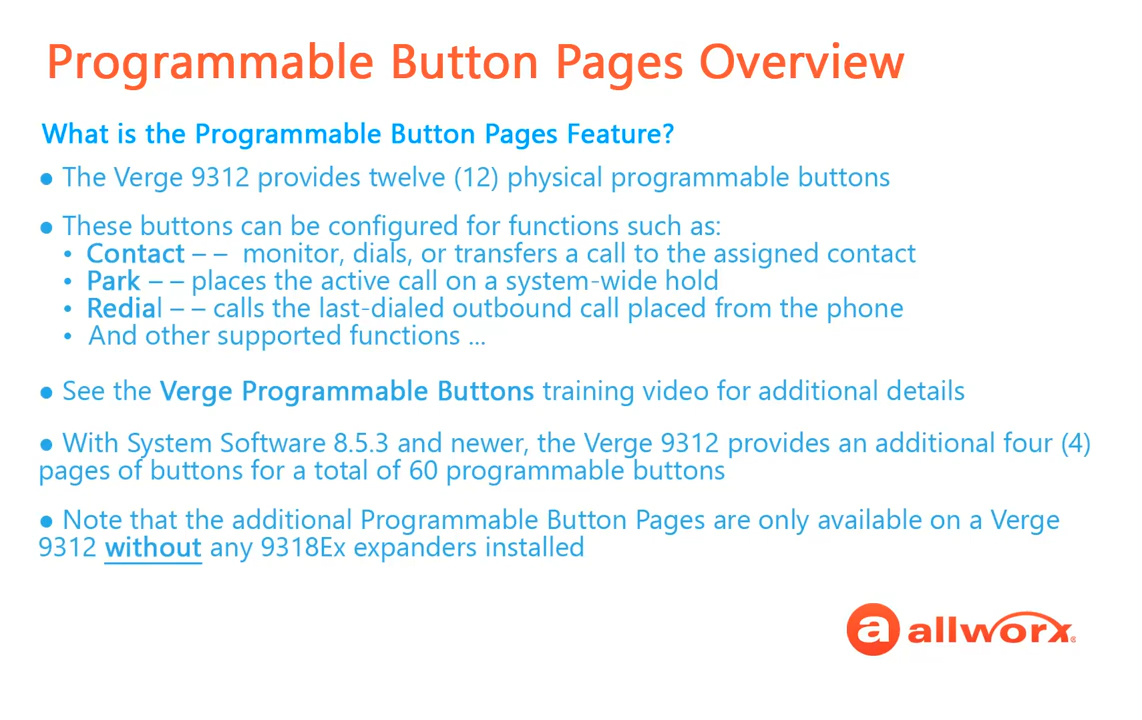 Programmable Button Pages Overview
What is the Programmable Button Pages Feature?
● The Verge 9312 provides twelve (12) physical programmable buttons
● These buttons can be configured for functions such as:
• Contact – – monitor, dials, or transfers a call to the assigned contact
• Park – – places the active call on a system-wide hold
• Redial – – calls the last-dialed outbound call placed from the phone
• And other supported functions ...
● See the Verge Programmable Buttons training video for additional details
● With System Software 8.5.3 and newer, the Verge 9312 provides an additional four (4)
pages of buttons for a total of 60 programmable buttons
● Note that the additional Programmable Button Pages are only available on a Verge
9312 without any 9318Ex expanders installed
a allworx®